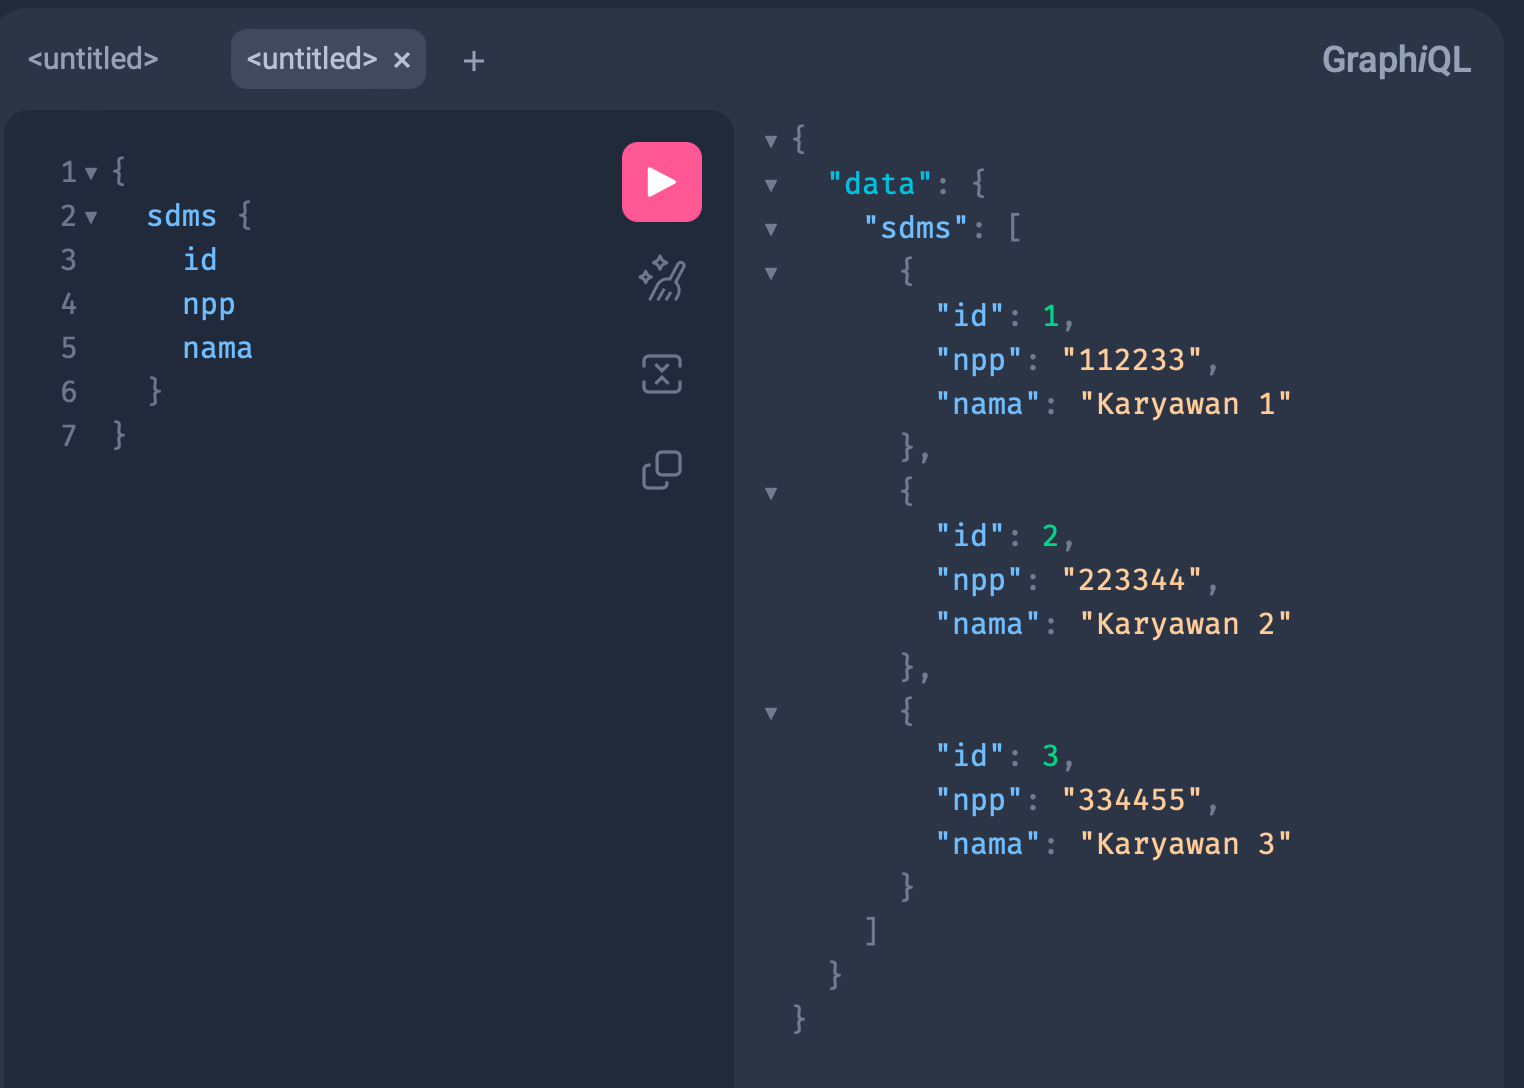 <untitled> <untitled> × + GraphiQL
1 {
2 sdms {
3 id
4 npp
5 nama
6 }
7 }
{
"data": {
"sdms": [
{
"id": 1,
"npp": "112233",
"nama": "Karyawan 1"
},
{
"id": 2,
"npp": "223344",
"nama": "Karyawan 2"
},
{
"id": 3,
"npp": "334455",
"nama": "Karyawan 3"
}
]
}
}